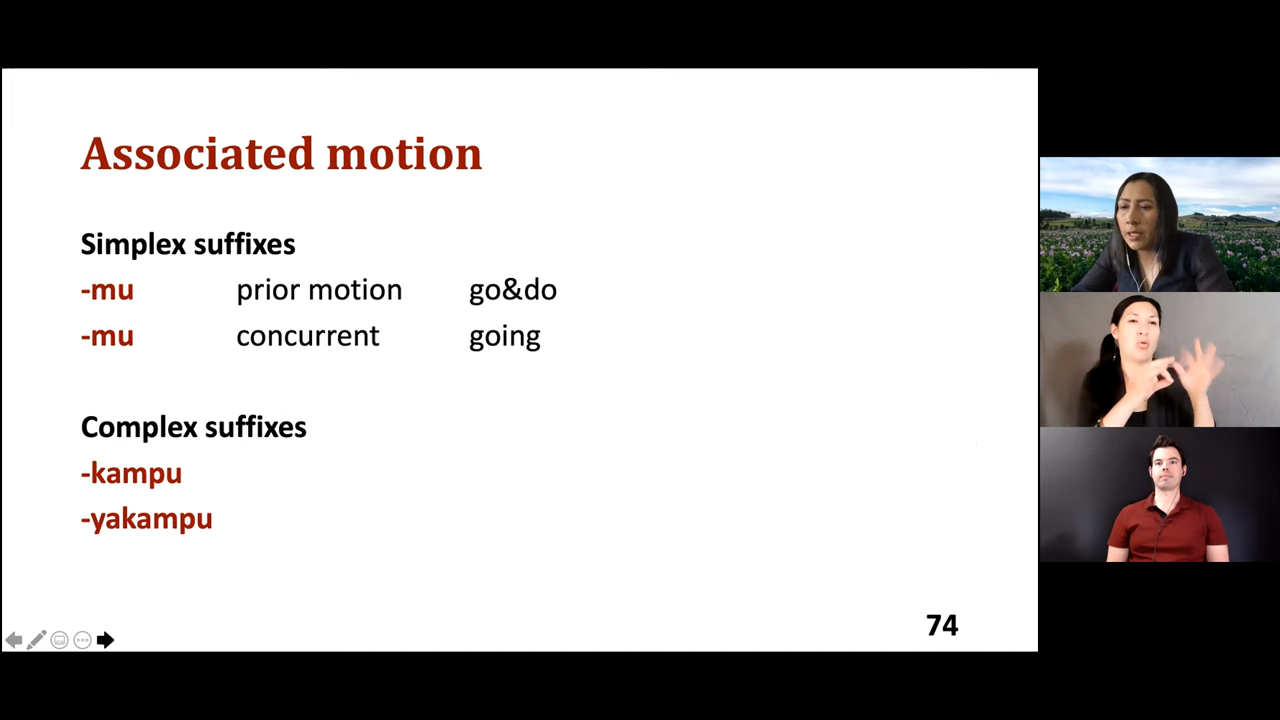 Associated motion
Simplex suffixes
-mu prior motion go&do
-mu concurrent going
Complex suffixes
-kampu
-yakampu
74